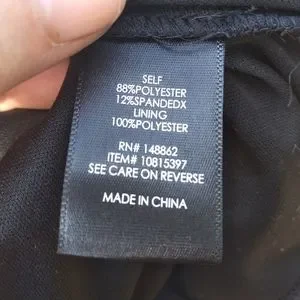 SELF
88%POLYESTER
12%SPANDEDX
LINING
100%POLYESTER
RN# 148862
ITEM# 10815397
SEE CARE ON REVERSE
MADE IN CHINA